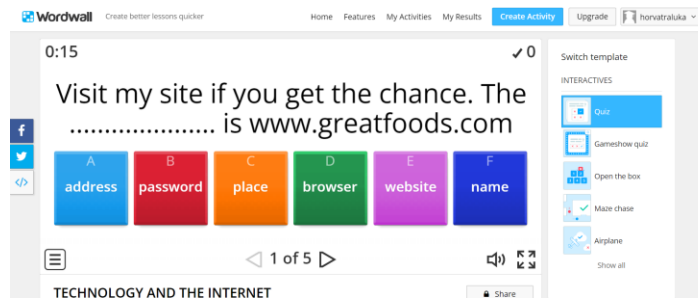 Wordwall Create better lessons quicker Home Features My Activities My Results Create Activity Upgrade horvatraluka
0:15 ✓ 0
Visit my site if you get the chance. The
..................... is www.greatfoods.com
A B C D E F
address password place browser website name
1 of 5
TECHNOLOGY AND THE INTERNET
Share
Switch template
INTERACTIVES
Quiz
Gameshow quiz
Open the box
Maze chase
Airplane
Show all